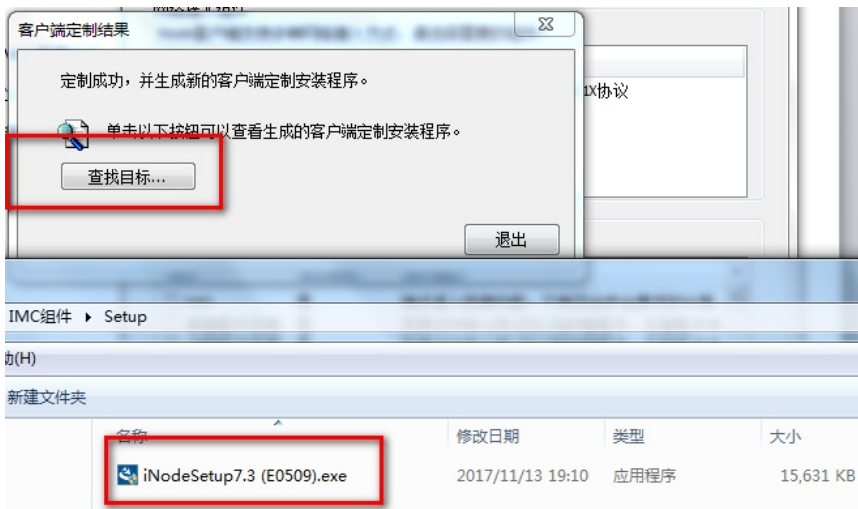 客户端定制结果
定制成功，并生成新的客户端定制安装程序。
1X协议
单击以下按钮可以查看生成的客户端定制安装程序。
查找目标...
退出
IMC组件 ▸ Setup
助(H)
新建文件夹
名称 修改日期 类型 大小
iNodeSetup7.3 (E0509).exe 2017/11/13 19:10 应用程序 15,631 KB